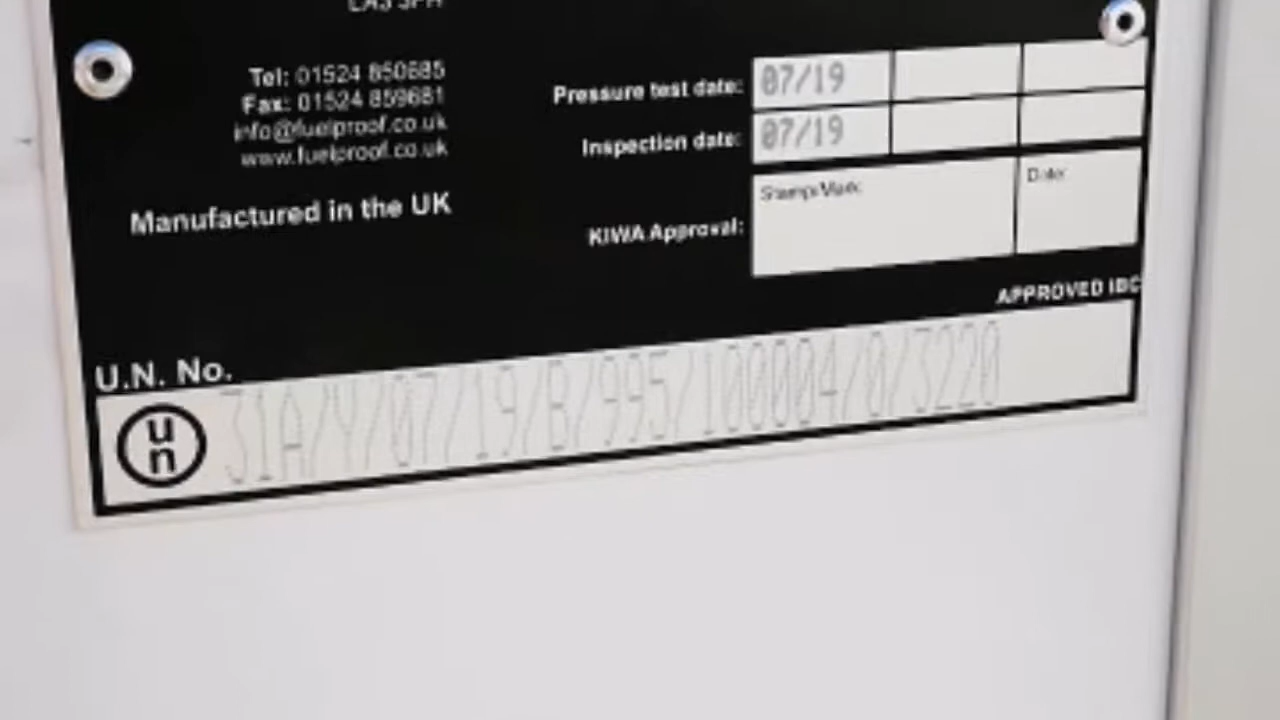 LA3 3PH
Tel: 01524 850685
Fax: 01524 859681
info@fuelproof.co.uk
www.fuelproof.co.uk
Manufactured in the UK
Pressure test date: 07/19
Inspection date: 07/19
Stamp/Mark:
Date:
KIWA Approval:
APPROVED IBC
U.N. No.
un
31A/Y/07/19/B/995/100004/0/3220